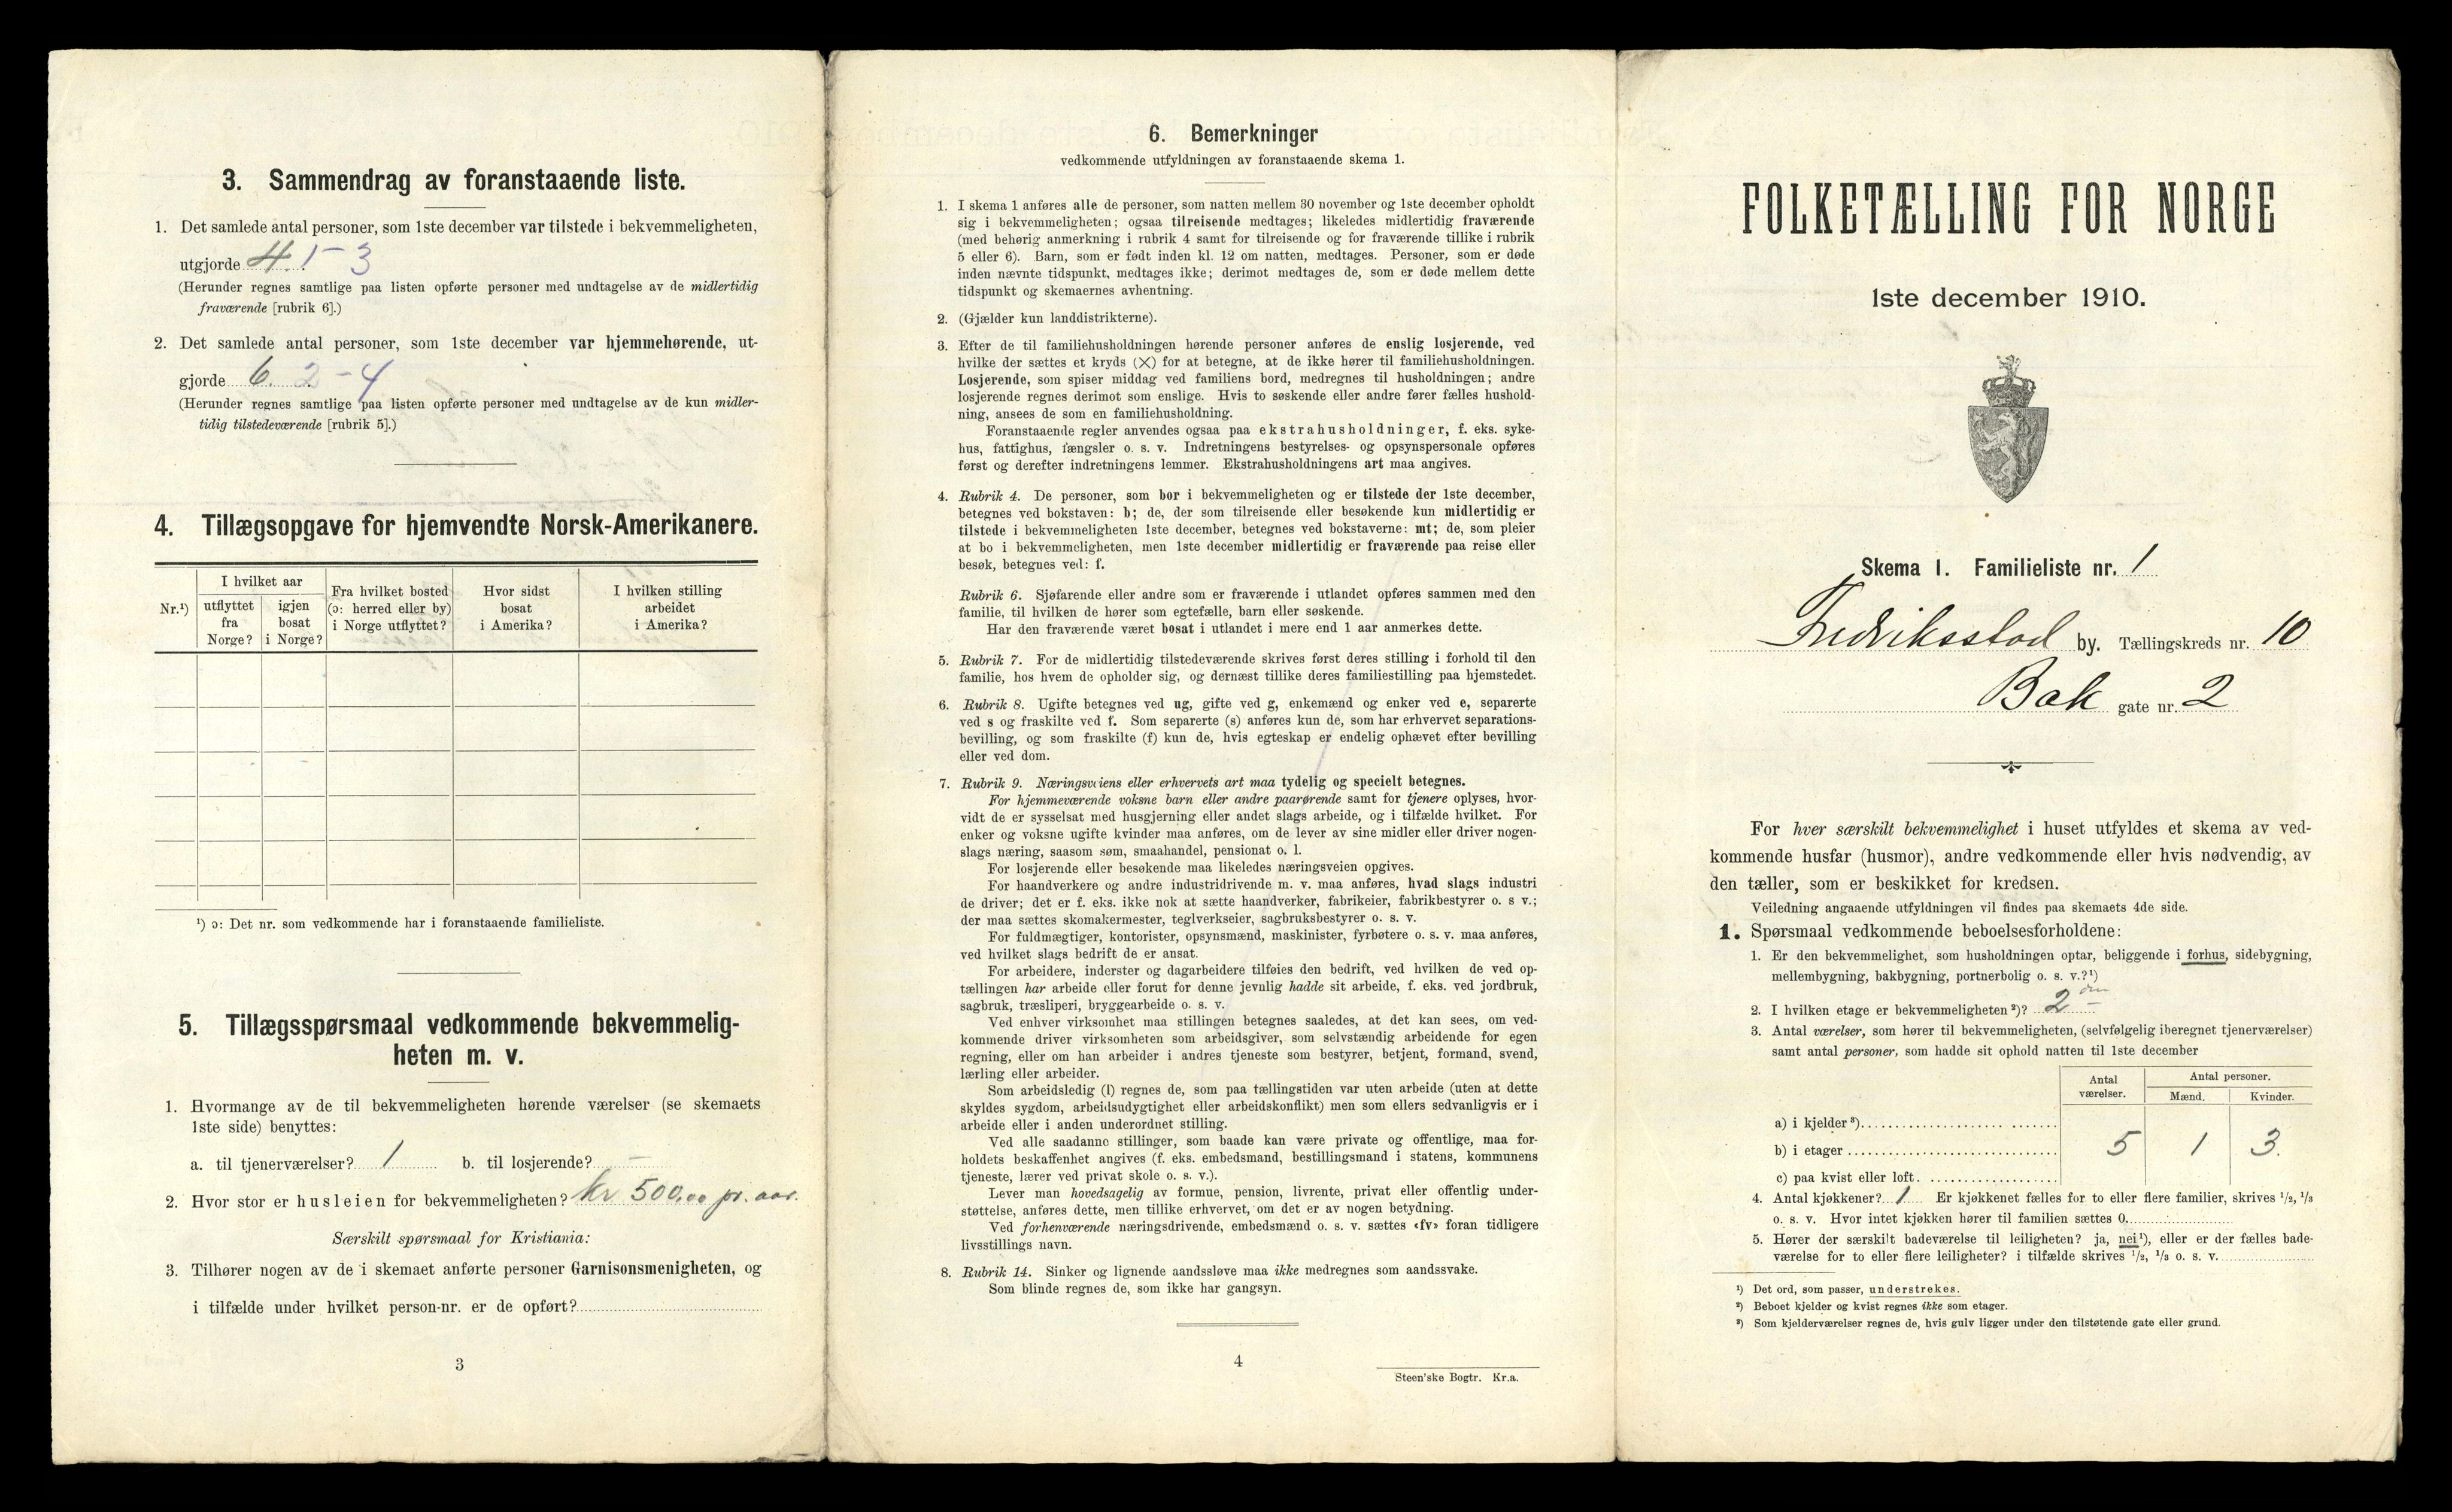 3. Sammendrag av foranstaaende liste.
1. Det samlede antal personer, som 1ste december var tilstede i bekvemmeligheten,
utgjorde 4. 1 - 3
(Herunder regnes samtlige paa listen opførte personer med undtagelse av de midlertidig
fraværende [rubrik 6].)
2. Det samlede antal personer, som 1ste december var hjemmehørende, ut-
gjorde 6. 2 - 4
(Herunder regnes samtlige paa listen opførte personer med undtagelse av de kun midler-
tidig tilstedeværende [rubrik 5].)
4. Tillægsopgave for hjemvendte Norsk-Amerikanere.
Nr.¹)
I hvilket aar
utflyttet
fra
Norge?
igjen
bosat
i Norge?
Fra hvilket bosted
(ɔ: herred eller by)
i Norge utflyttet?
Hvor sidst
bosat
i Amerika?
I hvilken stilling
arbeidet
i Amerika?
¹) ɔ: Det nr. som vedkommende har i foranstaaende familieliste.
5. Tillægsspørsmaal vedkommende bekvemmelig-
heten m. v.
1. Hvormange av de til bekvemmeligheten hørende værelser (se skemaets
1ste side) benyttes:
a. til tjenerværelser? 1 b. til losjerende? –
2. Hvor stor er husleien for bekvemmeligheten? kr 500,00 pr. aar.
Særskilt spørsmaal for Kristiania:
3. Tilhører nogen av de i skemaet anførte personer Garnisonsmenigheten, og
i tilfælde under hvilket person-nr. er de opført?
3
6. Bemerkninger
vedkommende utfyldningen av foranstaaende skema 1.
1. I skema 1 anføres alle de personer, som natten mellem 30 november og 1ste december opholdt
sig i bekvemmeligheten; ogsaa tilreisende medtages; likeledes midlertidig fraværende
(med behørig anmerkning i rubrik 4 samt for tilreisende og for fraværende tillike i rubrik
5 eller 6). Barn, som er født inden kl. 12 om natten, medtages. Personer, som er døde
inden nævnte tidspunkt, medtages ikke; derimot medtages de, som er døde mellem dette
tidspunkt og skemaernes avhentning.
2. (Gjælder kun landdistrikterne).
3. Efter de til familiehusholdningen hørende personer anføres de enslig losjerende, ved
hvilke der sættes et kryds (×) for at betegne, at de ikke hører til familiehusholdningen.
Losjerende, som spiser middag ved familiens bord, medregnes til husholdningen; andre
losjerende regnes derimot som enslige. Hvis to søskende eller andre fører fælles hushold-
ning, ansees de som en familiehusholdning.
Foranstaaende regler anvendes ogsaa paa ekstrahusholdninger, f. eks. syke-
hus, fattighus, fængsler o. s. v. Indretningens bestyrelses- og opsynspersonale opføres
først og derefter indretningens lemmer. Ekstrahusholdningens art maa angives.
4. Rubrik 4. De personer, som bor i bekvemmeligheten og er tilstede der 1ste december,
betegnes ved bokstaven: b; de, der som tilreisende eller besøkende kun midlertidig er
tilstede i bekvemmeligheten 1ste december, betegnes ved bokstaverne: mt; de, som pleier
at bo i bekvemmeligheten, men 1ste december midlertidig er fraværende paa reise eller
besøk, betegnes ved: f.
Rubrik 6. Sjøfarende eller andre som er fraværende i utlandet opføres sammen med den
familie, til hvilken de hører som egtefælle, barn eller søskende.
Har den fraværende været bosat i utlandet i mere end 1 aar anmerkes dette.
5. Rubrik 7. For de midlertidig tilstedeværende skrives først deres stilling i forhold til den
familie, hos hvem de opholder sig, og dernæst tillike deres familiestilling paa hjemstedet.
6. Rubrik 8. Ugifte betegnes ved ug, gifte ved g, enkemænd og enker ved e, separerte
ved s og fraskilte ved f. Som separerte (s) anføres kun de, som har erhvervet separations-
bevilling, og som fraskilte (f) kun de, hvis egteskap er endelig ophævet efter bevilling
eller ved dom.
7. Rubrik 9. Næringsveiens eller erhvervets art maa tydelig og specielt betegnes.
For hjemmeværende voksne barn eller andre paarørende samt for tjenere oplyses, hvor-
vidt de er sysselsat med husgjerning eller andet slags arbeide, og i tilfælde hvilket. For
enker og voksne ugifte kvinder maa anføres, om de lever av sine midler eller driver nogen-
slags næring, saasom søm, smaahandel, pensionat o. l.
For losjerende eller besøkende maa likeledes næringsveien opgives.
For haandverkere og andre industridrivende m. v. maa anføres, hvad slags industri
de driver; det er f. eks. ikke nok at sætte haandverker, fabrikeier, fabrikbestyrer o. s v.;
der maa sættes skomakermester, teglverkseier, sagbruksbestyrer o. s. v.
For fuldmægtiger, kontorister, opsynsmænd, maskinister, fyrbøtere o. s. v. maa anføres,
ved hvilket slags bedrift de er ansat.
For arbeidere, inderster og dagarbeidere tilføies den bedrift, ved hvilken de ved op-
tællingen har arbeide eller forut for denne jevnlig hadde sit arbeide, f. eks. ved jordbruk,
sagbruk, træsliperi, bryggearbeide o. s. v.
Ved enhver virksomhet maa stillingen betegnes saaledes, at det kan sees, om ved-
kommende driver virksomheten som arbeidsgiver, som selvstændig arbeidende for egen
regning, eller om han arbeider i andres tjeneste som bestyrer, betjent, formand, svend,
lærling eller arbeider.
Som arbeidsledig (l) regnes de, som paa tællingstiden var uten arbeide (uten at dette
skyldes sygdom, arbeidsudygtighet eller arbeidskonflikt) men som ellers sedvanligvis er i
arbeide eller i anden underordnet stilling.
Ved alle saadanne stillinger, som baade kan være private og offentlige, maa for-
holdets beskaffenhet angives (f. eks. embedsmand, bestillingsmand i statens, kommunens
tjeneste, lærer ved privat skole o. s. v.).
Lever man hovedsagelig av formue, pension, livrente, privat eller offentlig under-
støttelse, anføres dette, men tillike erhvervet, om det er av nogen betydning.
Ved forhenværende næringsdrivende, embedsmænd o. s. v. sættes «fv» foran tidligere
livsstillings navn.
8. Rubrik 14. Sinker og lignende aandssløve maa ikke medregnes som aandssvake.
Som blinde regnes de, som ikke har gangsyn.
4
Steen'ske Bogtr. Kr.a.
FOLKETÆLLING FOR NORGE
1ste december 1910.
Skema 1. Familieliste nr. 1
Fredriksstad by. Tællingskreds nr. 10
Bak gate nr. 2
For hver særskilt bekvemmelighet i huset utfyldes et skema av ved-
kommende husfar (husmor), andre vedkommende eller hvis nødvendig, av
den tæller, som er beskikket for kredsen.
Veiledning angaaende utfyldningen vil findes paa skemaets 4de side.
1. Spørsmaal vedkommende beboelsesforholdene:
1. Er den bekvemmelighet, som husholdningen optar, beliggende i forhus, sidebygning,
mellembygning, bakbygning, portnerbolig o. s. v.?¹)
2. I hvilken etage er bekvemmeligheten²)? 2den
3. Antal værelser, som hører til bekvemmeligheten, (selvfølgelig iberegnet tjenerværelser)
samt antal personer, som hadde sit ophold natten til 1ste december
Antal
værelser.
Antal personer.
Mænd. Kvinder.
a) i kjelder³)
b) i etager 5 1 3.
c) paa kvist eller loft.
4. Antal kjøkkener? 1 Er kjøkkenet fælles for to eller flere familier, skrives ¹/₂, ¹/₃
o. s. v. Hvor intet kjøkken hører til familien sættes 0.
5. Hører der særskilt badeværelse til leiligheten? ja, nei¹), eller er der fælles bade-
værelse for to eller flere leiligheter? i tilfælde skrives ¹/₂, ¹/₃ o. s. v.
¹) Det ord, som passer, understrekes.
²) Beboet kjelder og kvist regnes ikke som etager.
³) Som kjelderværelser regnes de, hvis gulv ligger under den tilstøtende gate eller grund.